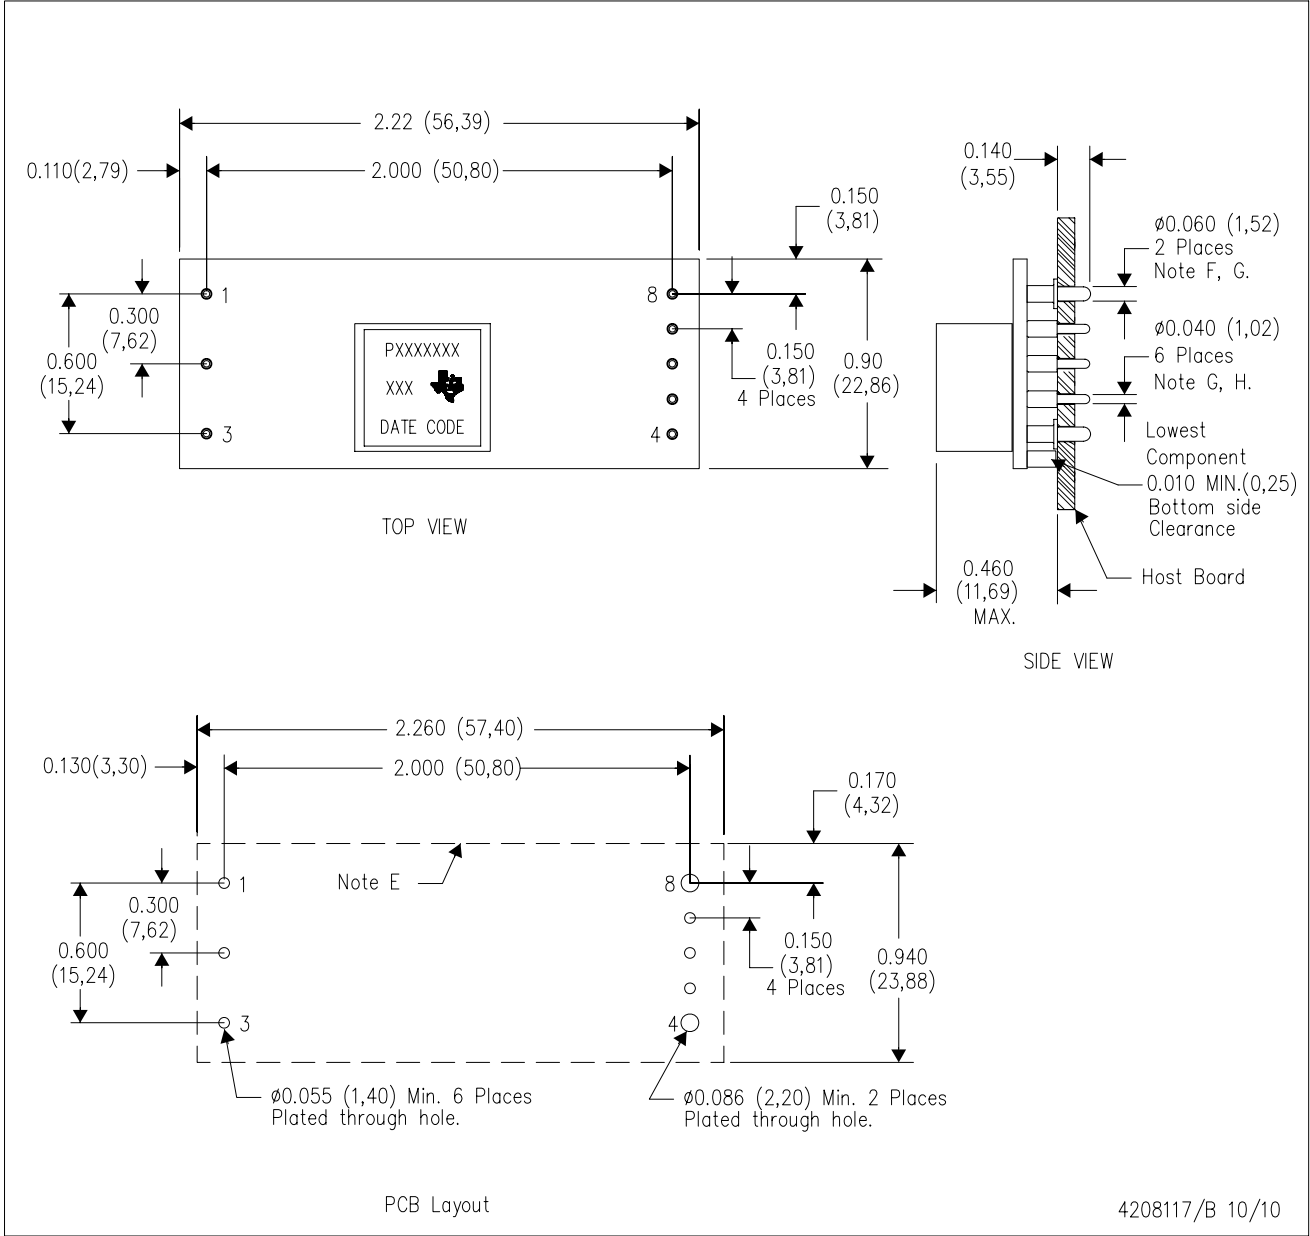 2.22 (56,39)
0.110(2,79)
2.000 (50,80)
0.150
(3,81)
1
8
0.300
(7,62)
0.600
(15,24)
PXXXXXXX
XXX
DATE CODE
0.150
(3,81)
4 Places
0.90
(22,86)
3
4
TOP VIEW
0.140
(3,55)
ø0.060 (1,52)
2 Places
Note F, G.
ø0.040 (1,02)
6 Places
Note G, H.
Lowest
Component
0.010 MIN.(0,25)
Bottom side
Clearance
Host Board
0.460
(11,69)
MAX.
SIDE VIEW
2.260 (57,40)
0.130(3,30)
2.000 (50,80)
0.170
(4,32)
Note E
1
8
0.300
(7,62)
0.600
(15,24)
0.150
(3,81)
4 Places
0.940
(23,88)
3
4
ø0.055 (1,40) Min. 6 Places
Plated through hole.
ø0.086 (2,20) Min. 2 Places
Plated through hole.
PCB Layout
4208117/B 10/10